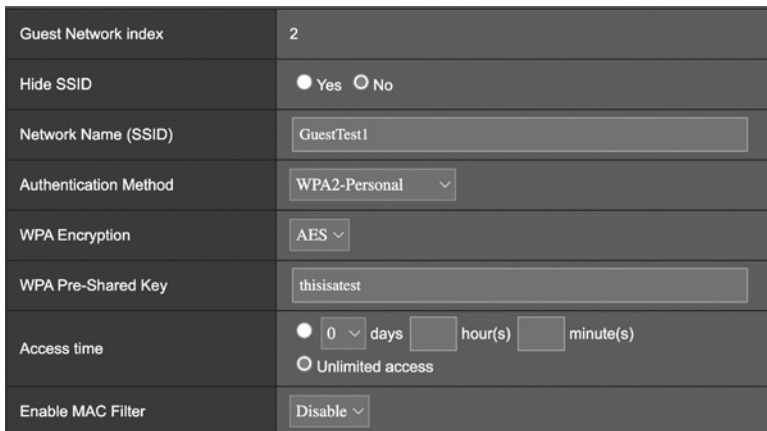 Guest Network index 2
Hide SSID Yes No
Network Name (SSID) GuestTest1
Authentication Method WPA2-Personal
WPA Encryption AES
WPA Pre-Shared Key thisisatest
Access time 0 days hour(s) minute(s)
Unlimited access
Enable MAC Filter Disable